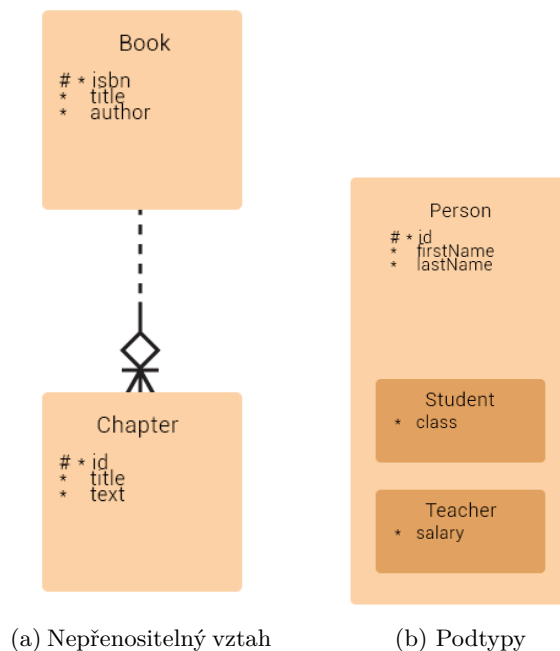 Book
# * isbn
* title
* author
Chapter
# * id
* title
* text
(a) Nepřenositelný vztah
Person
# * id
* firstName
* lastName
Student
* class
Teacher
* salary
(b) Podtypy